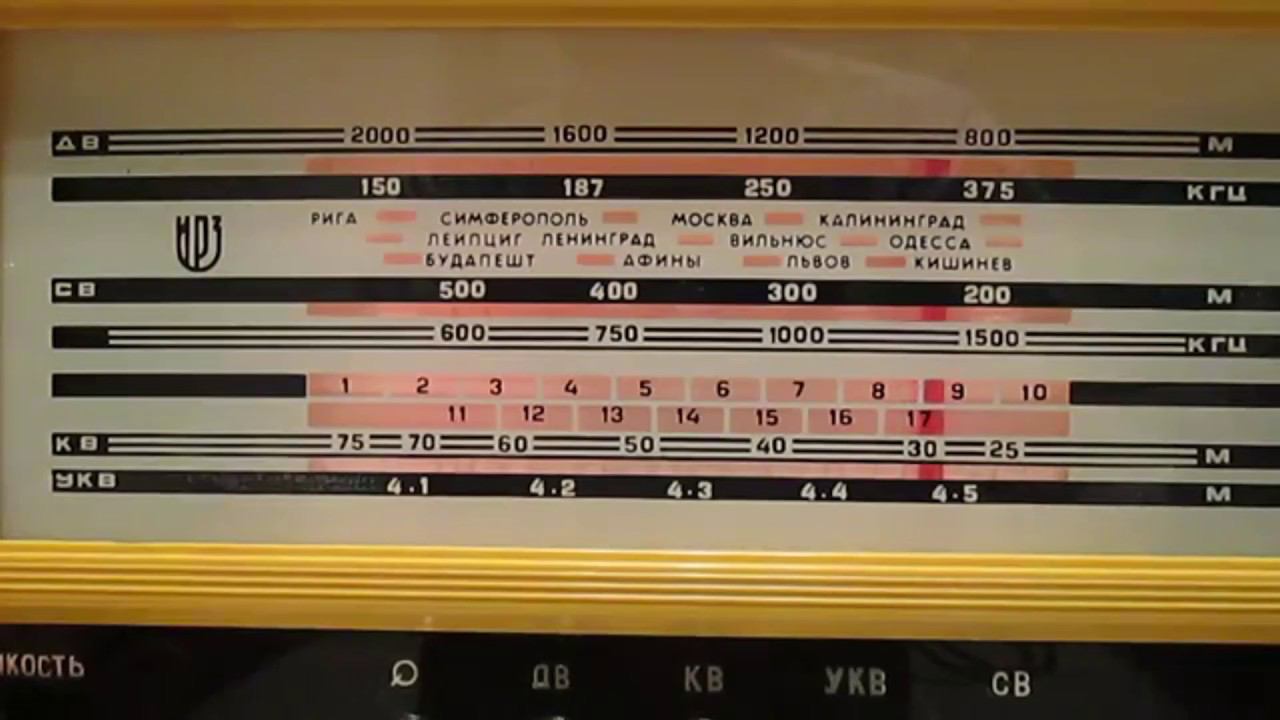 ДВ 2000 1600 1200 800 М
150 187 250 375 КГЦ
ИРЗ
РИГА СИМФЕРОПОЛЬ МОСКВА КАЛИНИНГРАД
ЛЕЙПЦИГ ЛЕНИНГРАД ВИЛЬНЮС ОДЕССА
БУДАПЕШТ АФИНЫ ЛЬВОВ КИШИНЕВ
СВ 500 400 300 200 М
600 750 1000 1500 КГЦ
1 2 3 4 5 6 7 8 9 10
11 12 13 14 15 16 17
КВ 75 70 60 50 40 30 25 М
УКВ 4.1 4.2 4.3 4.4 4.5 М
КОСТЬ ДВ КВ УКВ СВ